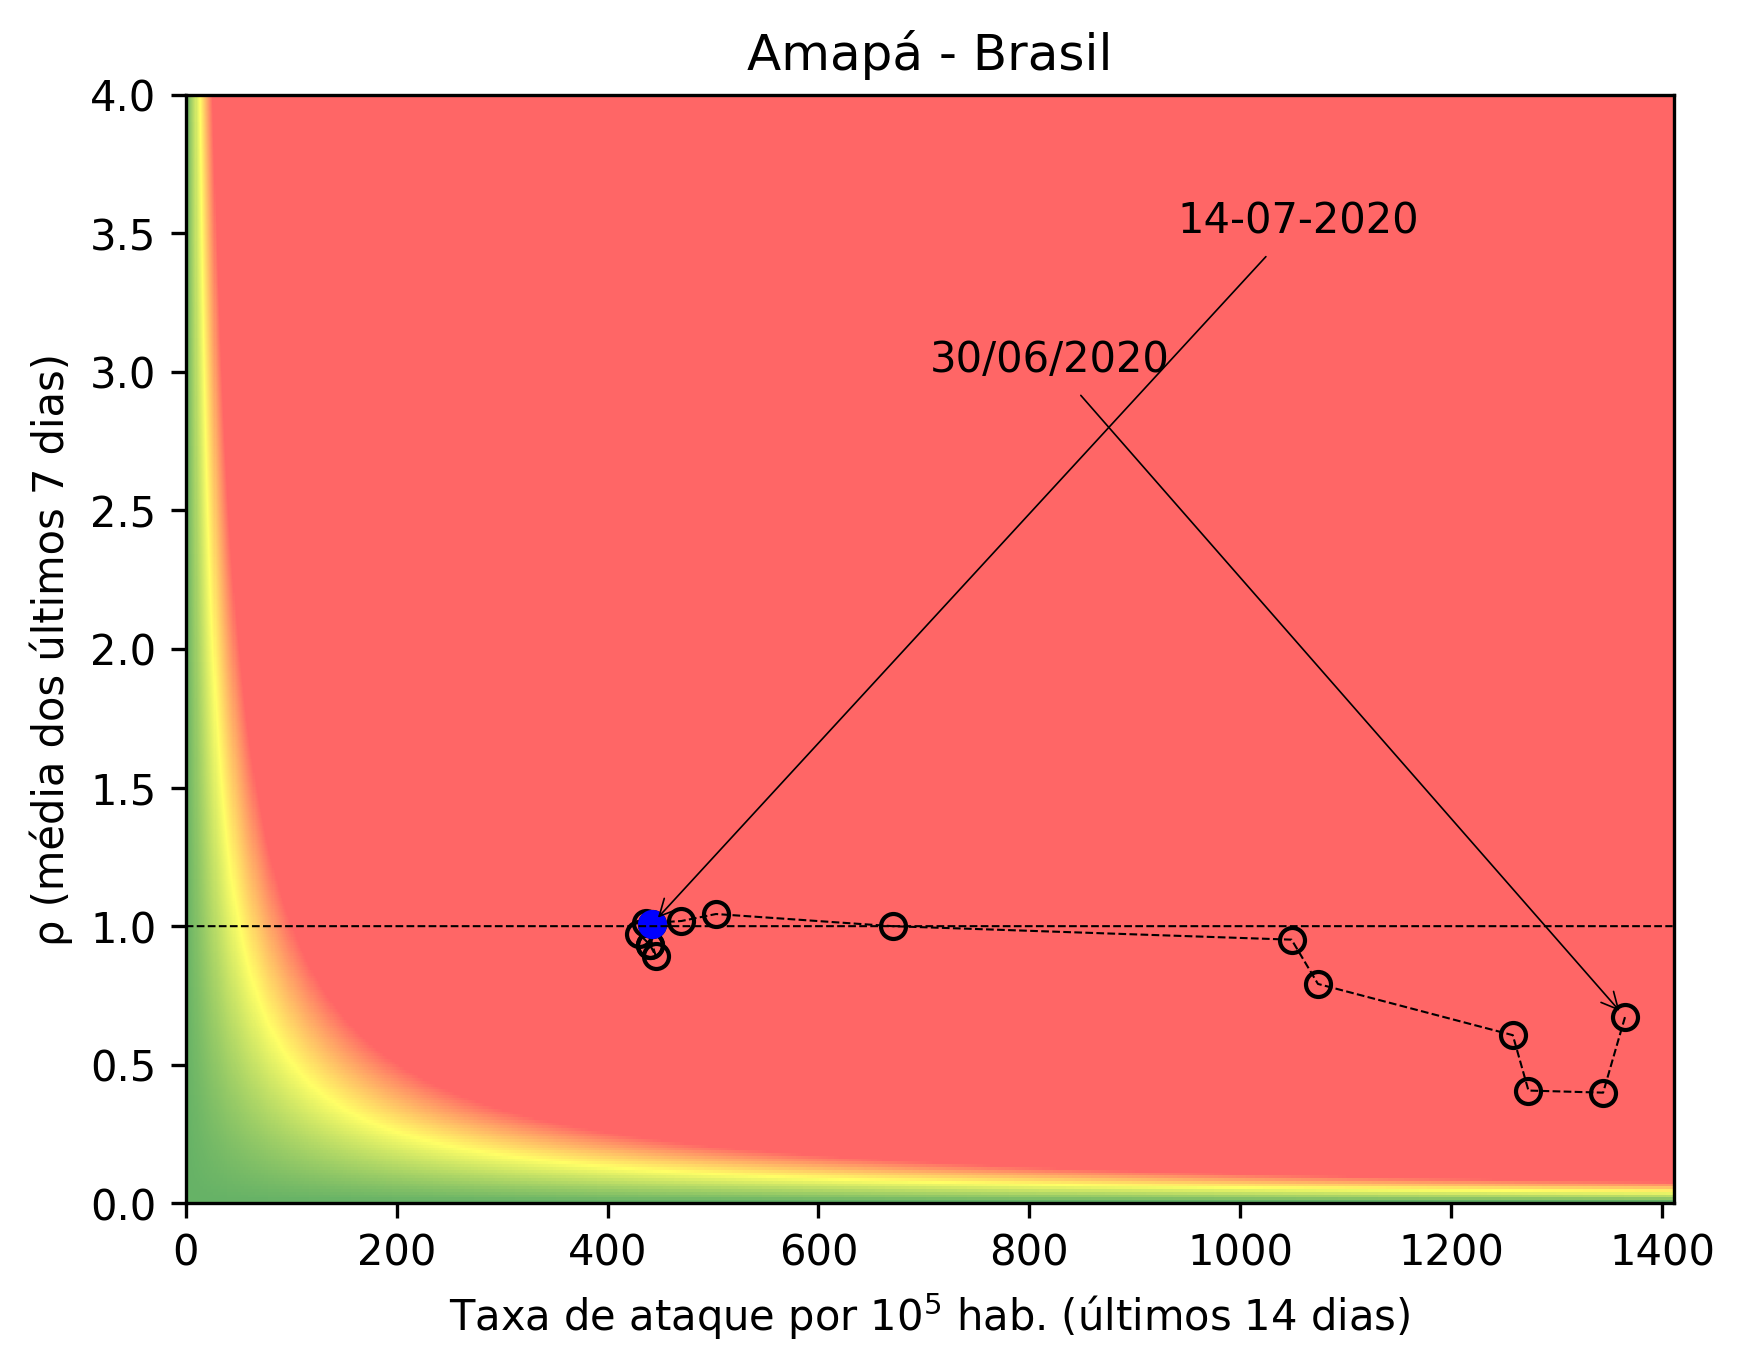 Amapá - Brasil
ρ (média dos últimos 7 dias)
4.0
3.5
3.0
2.5
2.0
1.5
1.0
0.5
0.0
14-07-2020
30/06/2020
0 200 400 600 800 1000 1200 1400
Taxa de ataque por 10⁵ hab. (últimos 14 dias)